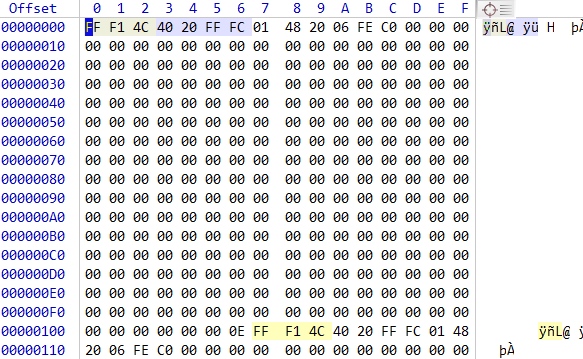 Offset 0 1 2 3 4 5 6 7 8 9 A B C D E F
00000000 FF F1 4C 40 20 FF FC 01 48 20 06 FE C0 00 00 00 ÿñL@ ÿü H þÀ
00000010 00 00 00 00 00 00 00 00 00 00 00 00 00 00 00 00
00000020 00 00 00 00 00 00 00 00 00 00 00 00 00 00 00 00
00000030 00 00 00 00 00 00 00 00 00 00 00 00 00 00 00 00
00000040 00 00 00 00 00 00 00 00 00 00 00 00 00 00 00 00
00000050 00 00 00 00 00 00 00 00 00 00 00 00 00 00 00 00
00000060 00 00 00 00 00 00 00 00 00 00 00 00 00 00 00 00
00000070 00 00 00 00 00 00 00 00 00 00 00 00 00 00 00 00
00000080 00 00 00 00 00 00 00 00 00 00 00 00 00 00 00 00
00000090 00 00 00 00 00 00 00 00 00 00 00 00 00 00 00 00
000000A0 00 00 00 00 00 00 00 00 00 00 00 00 00 00 00 00
000000B0 00 00 00 00 00 00 00 00 00 00 00 00 00 00 00 00
000000C0 00 00 00 00 00 00 00 00 00 00 00 00 00 00 00 00
000000D0 00 00 00 00 00 00 00 00 00 00 00 00 00 00 00 00
000000E0 00 00 00 00 00 00 00 00 00 00 00 00 00 00 00 00
000000F0 00 00 00 00 00 00 00 00 00 00 00 00 00 00 00 00
00000100 00 00 00 00 00 00 0E FF F1 4C 40 20 FF FC 01 48 ÿñL@ ÿ
00000110 20 06 FE C0 00 00 00 00 00 00 00 00 00 00 00 00 þÀ